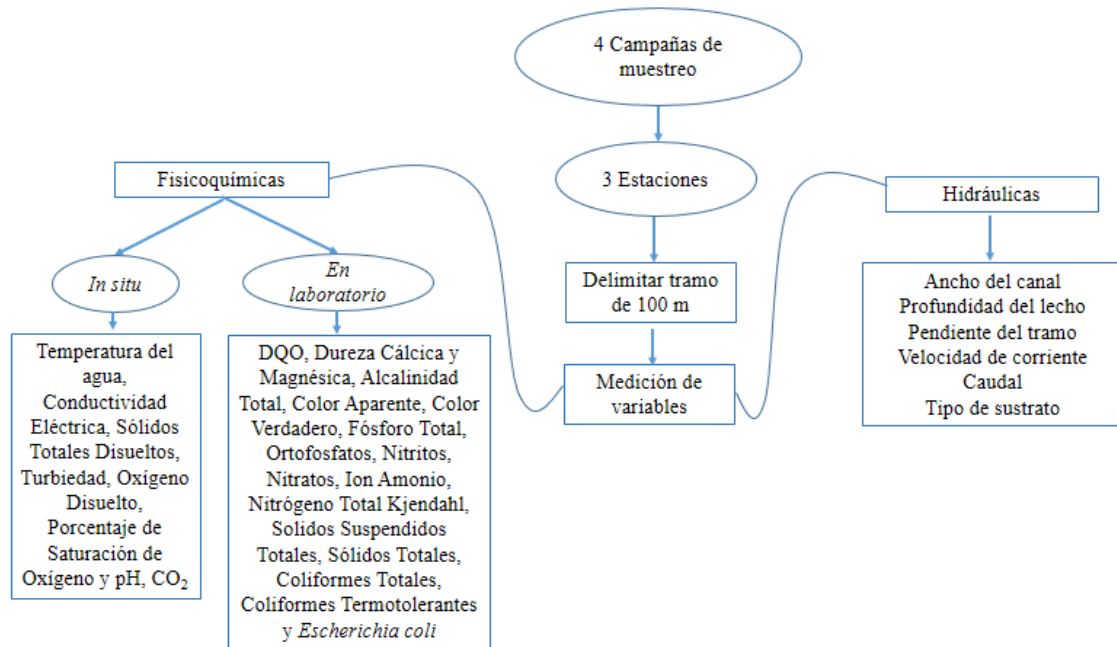 4 Campañas de
muestreo
3 Estaciones
Delimitar tramo
de 100 m
Medición de
variables
Fisicoquímicas
In situ
Temperatura del
agua,
Conductividad
Eléctrica, Sólidos
Totales Disueltos,
Turbiedad, Oxígeno
Disuelto,
Porcentaje de
Saturación de
Oxígeno y pH, CO₂
En
laboratorio
DQO, Dureza Cálcica y
Magnésica, Alcalinidad
Total, Color Aparente, Color
Verdadero, Fósforo Total,
Ortofosfatos, Nitritos,
Nitratos, Ion Amonio,
Nitrógeno Total Kjendahl,
Solidos Suspendidos
Totales, Sólidos Totales,
Coliformes Totales,
Coliformes Termotolerantes
y Escherichia coli
Hidráulicas
Ancho del canal
Profundidad del lecho
Pendiente del tramo
Velocidad de corriente
Caudal
Tipo de sustrato